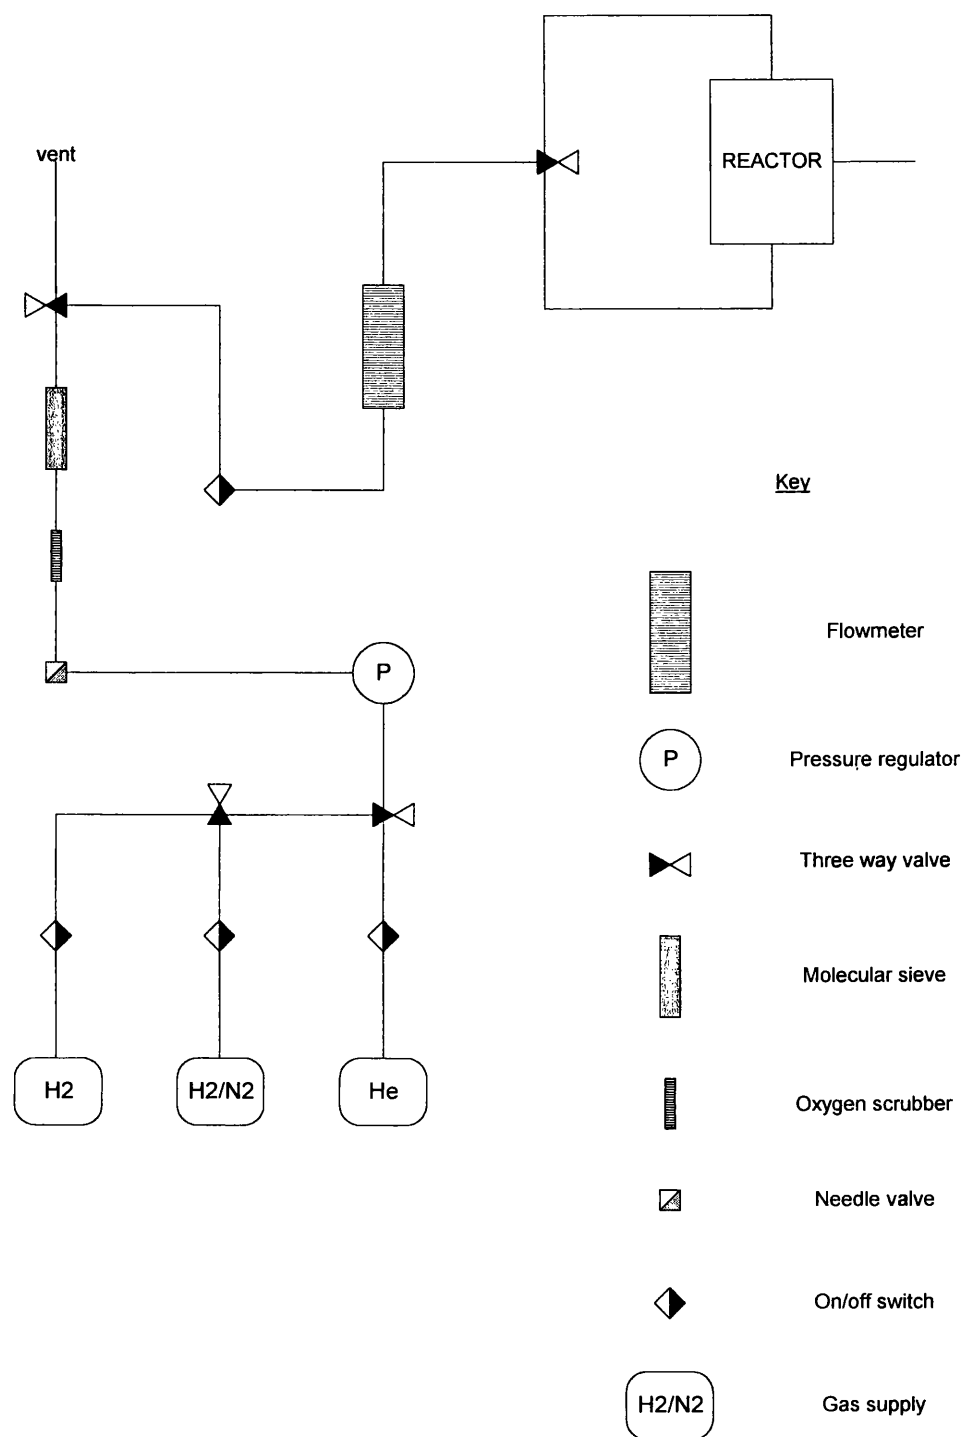 vent
REACTOR
Key
Flowmeter
P
P
Pressure regulator
Three way valve
Molecular sieve
H2
H2/N2
He
Oxygen scrubber
Needle valve
On/off switch
H2/N2
Gas supply